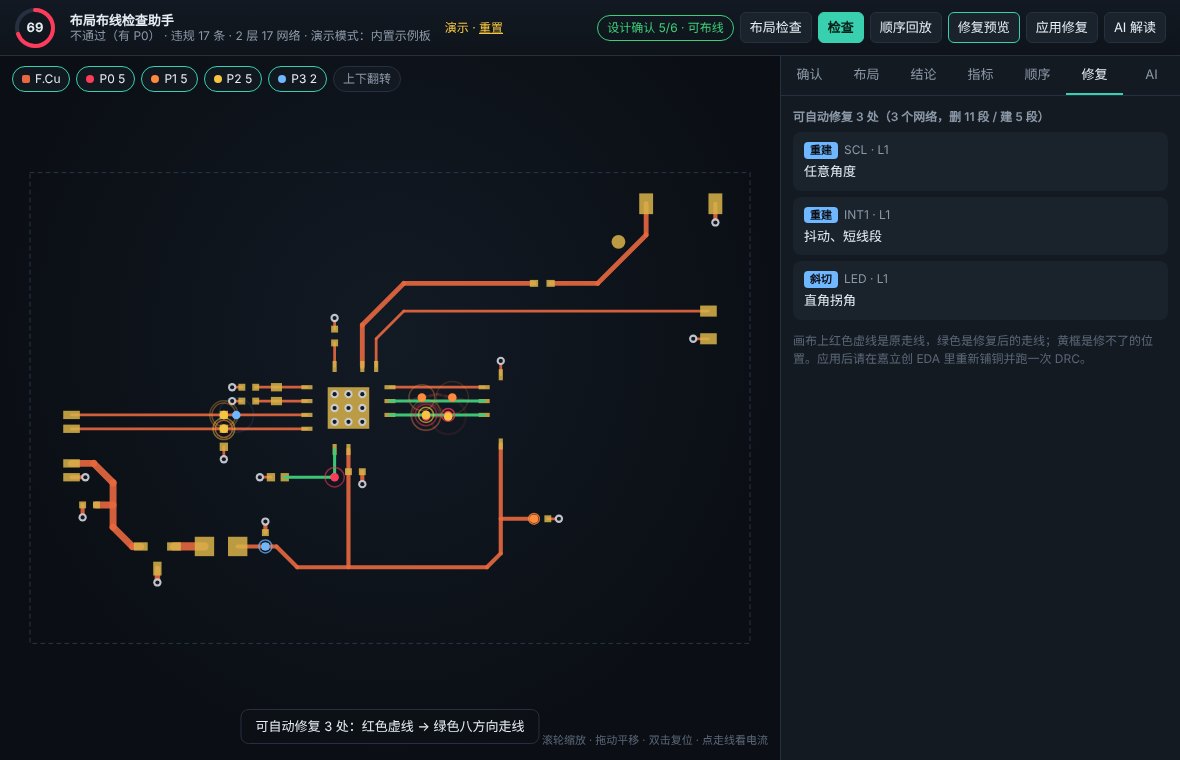 69
布局布线检查助手
不通过（有 P0） · 违规 17 条 · 2 层 17 网络 · 演示模式：内置示例板
演示 · 重置
设计确认 5/6 · 可布线
布局检查
检查
顺序回放
修复预览
应用修复
AI 解读
F.Cu
P0 5
P1 5
P2 5
P3 2
上下翻转
确认
布局
结论
指标
顺序
修复
AI
可自动修复 3 处（3 个网络，删 11 段 / 建 5 段）
重建 SCL · L1
任意角度
重建 INT1 · L1
抖动、短线段
斜切 LED · L1
直角拐角
画布上红色虚线是原走线，绿色是修复后的走线；黄框是修不了的位
置。应用后请在嘉立创 EDA 里重新铺铜并跑一次 DRC。
可自动修复 3 处：红色虚线 → 绿色八方向走线
滚轮缩放 · 拖动平移 · 双击复位 · 点走线看电流